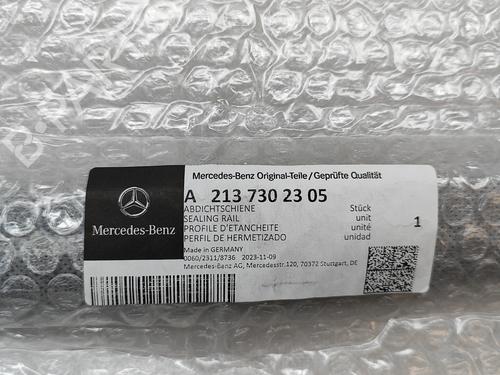 Mercedes-Benz Original-Teile/Geprüfte Qualität
Mercedes-Benz
A 213 730 23 05
ABDICHTSCHIENE Stück
SEALING RAIL unit
PROFILE D'ETANCHEITE unité
PERFIL DE HERMETIZADO unidad
1
Made in GERMANY
0060/2311/8736 2023-11-09
Mercedes-Benz AG, Mercedesstr.120, 70372 Stuttgart, DE